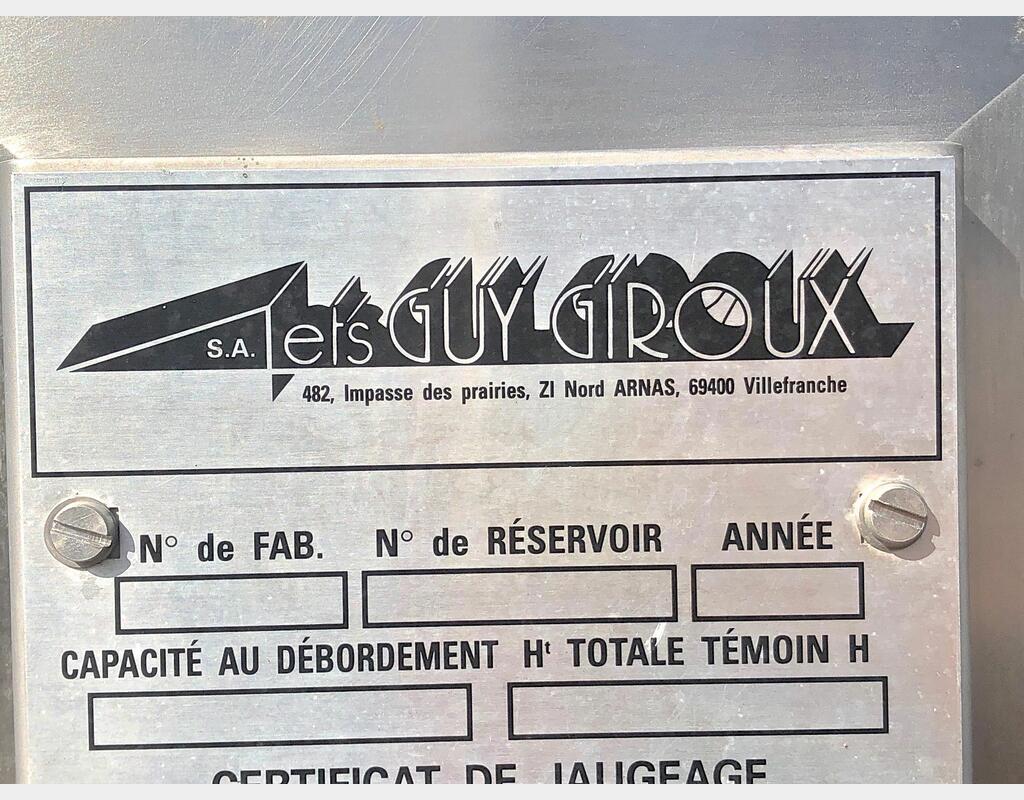 S.A. ets GUY GIROUX
482, Impasse des prairies, ZI Nord ARNAS, 69400 Villefranche
N° de FAB. N° de RÉSERVOIR ANNÉE
CAPACITÉ AU DÉBORDEMENT Ht TOTALE TÉMOIN H
CERTIFICAT DE JAUGEAGE